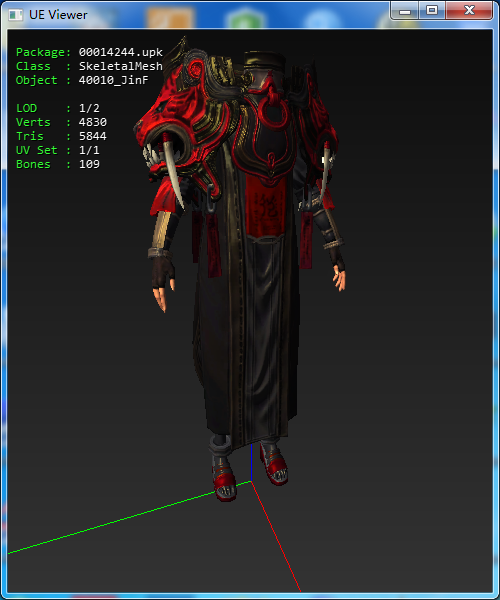 UE Viewer
Package: 00014244.upk
Class  : SkeletalMesh
Object : 40010_JinF
LOD    : 1/2
Verts  : 4830
Tris   : 5844
UV Set : 1/1
Bones  : 109